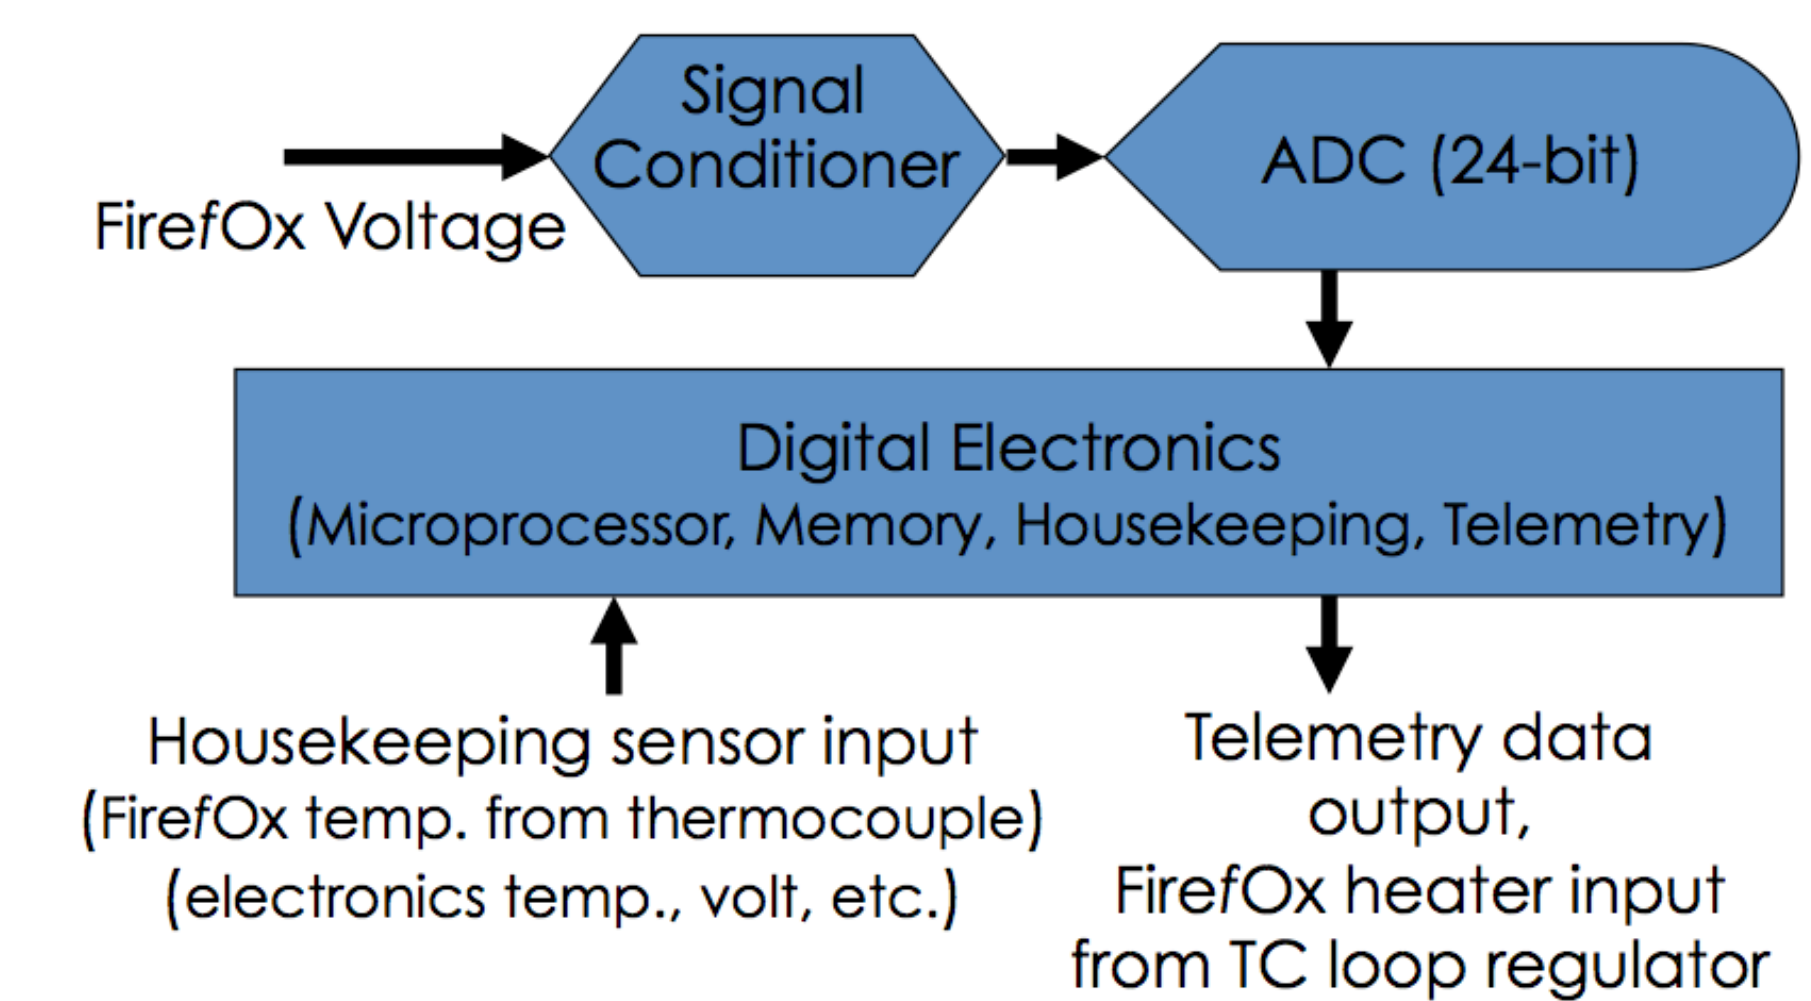 Signal
Conditioner
ADC (24-bit)
FirefOx Voltage
Digital Electronics
(Microprocessor, Memory, Housekeeping, Telemetry)
Housekeeping sensor input
(FirefOx temp. from thermocouple)
(electronics temp., volt, etc.)
Telemetry data
output,
FirefOx heater input
from TC loop regulator